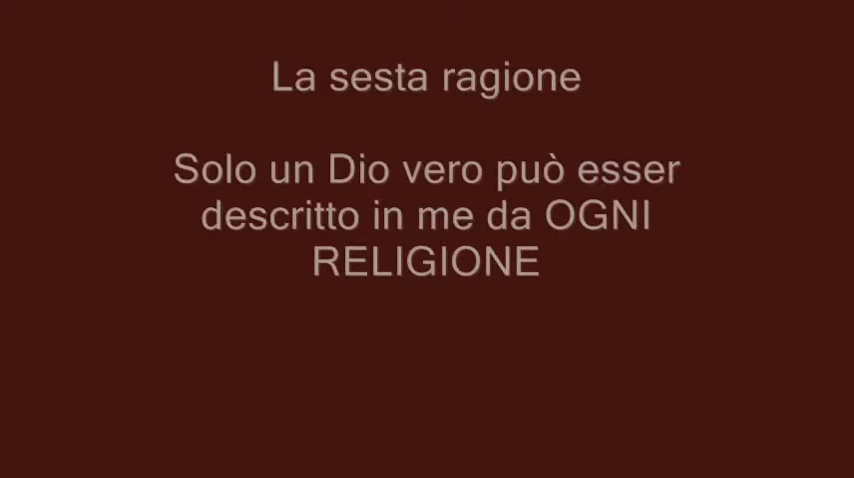 La sesta ragione
Solo un Dio vero può esser
descritto in me da OGNI
RELIGIONE